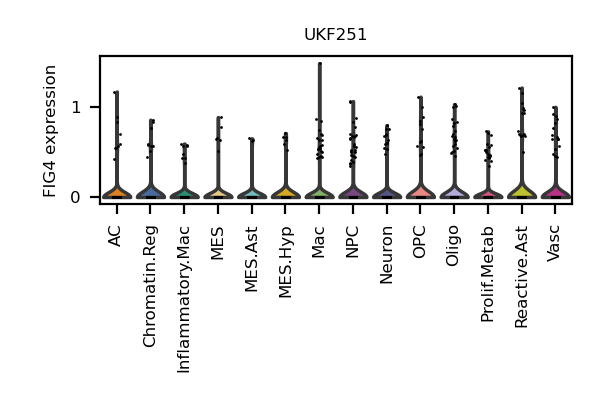 UKF251
FIG4 expression
1
0
AC
Chromatin.Reg
Inflammatory.Mac
MES
MES.Ast
MES.Hyp
Mac
NPC
Neuron
OPC
Oligo
Prolif.Metab
Reactive.Ast
Vasc